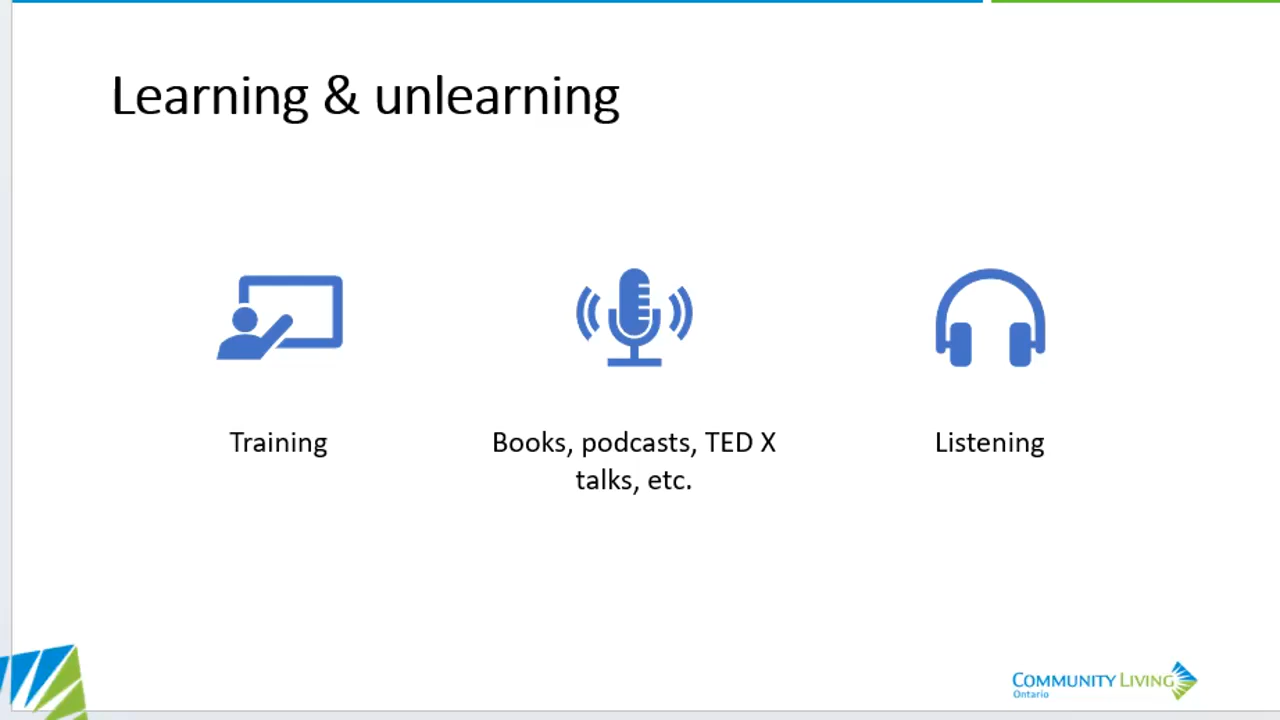 Learning & unlearning
Training
Books, podcasts, TED X
talks, etc.
Listening
COMMUNITY LIVING
Ontario